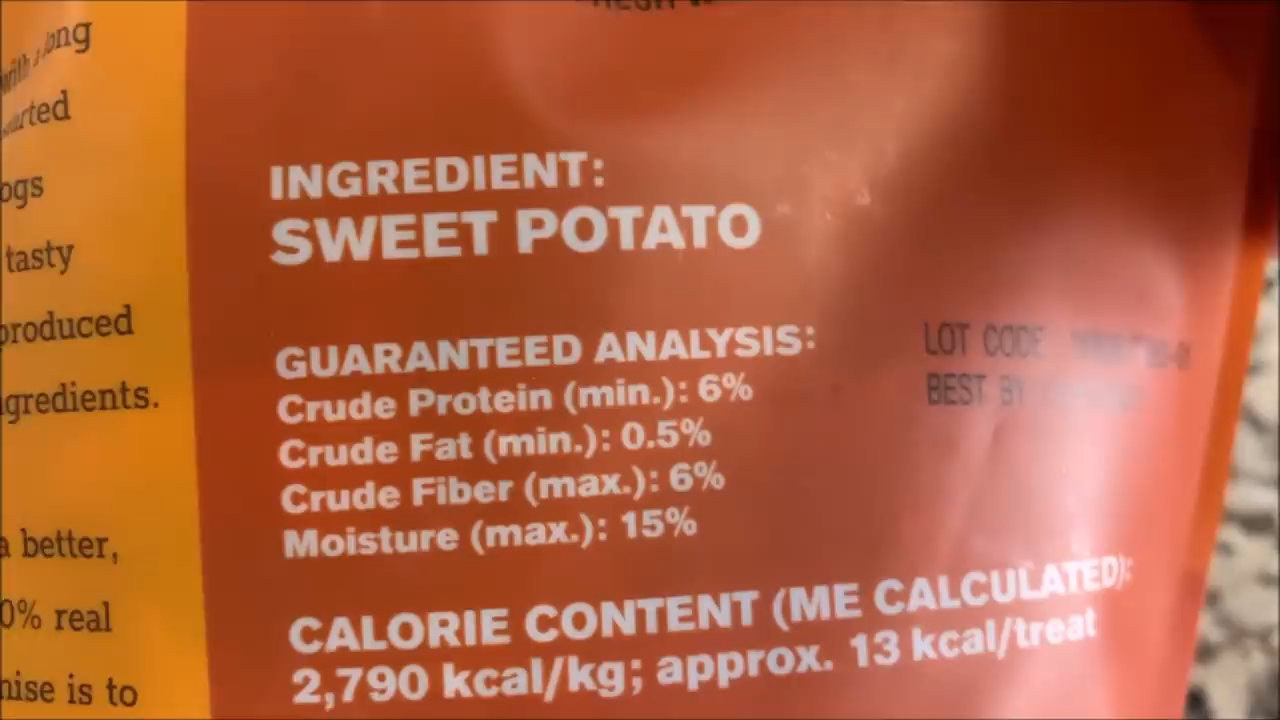 long
with a
ogs
tasty
produced
ngredients.
a better,
0% real
mise is to
INGREDIENT:
SWEET POTATO
GUARANTEED ANALYSIS:
Crude Protein (min.): 6%
Crude Fat (min.): 0.5%
Crude Fiber (max.): 6%
Moisture (max.): 15%
LOT CODE
BEST BY
CALORIE CONTENT (ME CALCULATED):
2,790 kcal/kg; approx. 13 kcal/treat